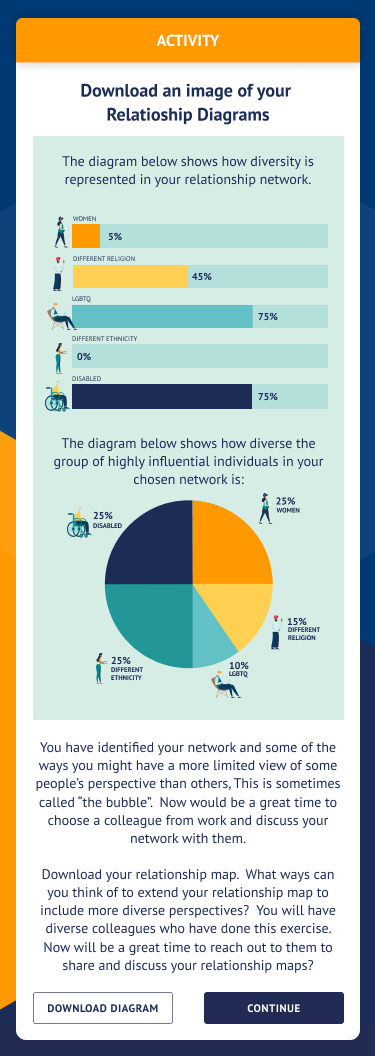 ACTIVITY
Download an image of your
Relatioship Diagrams
The diagram below shows how diversity is
represented in your relationship network.
WOMEN
5%
DIFFERENT RELIGION
45%
LGBTQ
75%
DIFFERENT ETHNICITY
0%
DISABLED
75%
The diagram below shows how diverse the
group of highly influential individuals in your
chosen network is:
25%
DISABLED
25%
WOMEN
15%
DIFFERENT
RELIGION
10%
LGBTQ
25%
DIFFERENT
ETHNICITY
You have identified your network and some of the
ways you might have a more limited view of some
people's perspective than others, This is sometimes
called “the bubble”.  Now would be a great time to
choose a colleague from work and discuss your
network with them.
Download your relationship map.  What ways can
you think of to extend your relationship map to
include more diverse perspectives?  You will have
diverse colleagues who have done this exercise.
Now will be a great time to reach out to them to
share and discuss your relationship maps?
DOWNLOAD DIAGRAM
CONTINUE